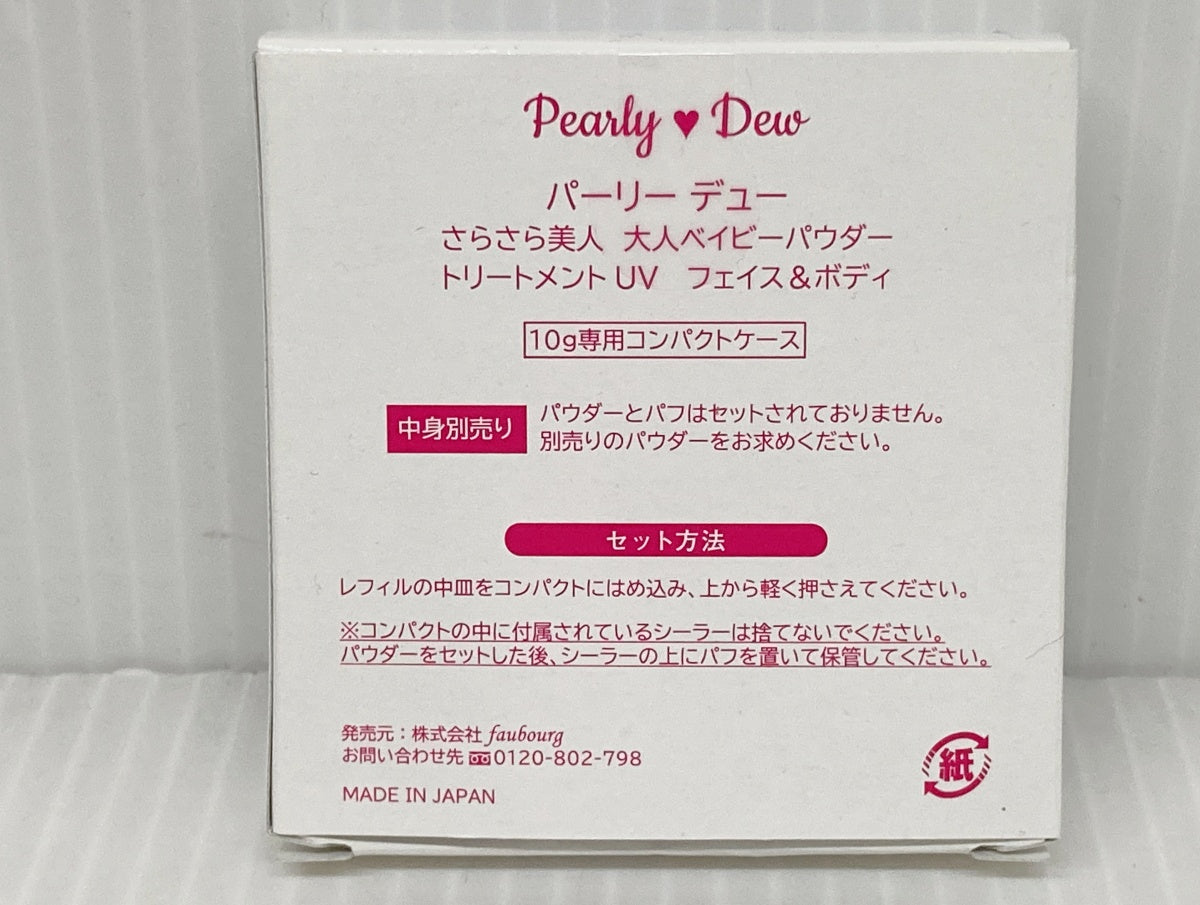 Pearly ♥ Dew
パーリー デュー
さらさら美人 大人ベイビーパウダー
トリートメント UV フェイス＆ボディ
10g専用コンパクトケース
中身別売り
パウダーとパフはセットされておりません。
別売りのパウダーをお求めください。
セット方法
レフィルの中皿をコンパクトにはめ込み、上から軽く押さえてください。
※コンパクトの中に付属されているシーラーは捨てないでください。
パウダーをセットした後、シーラーの上にパフを置いて保管してください。
発売元：株式会社 faubourg
お問い合わせ先 0120-802-798
MADE IN JAPAN
紙